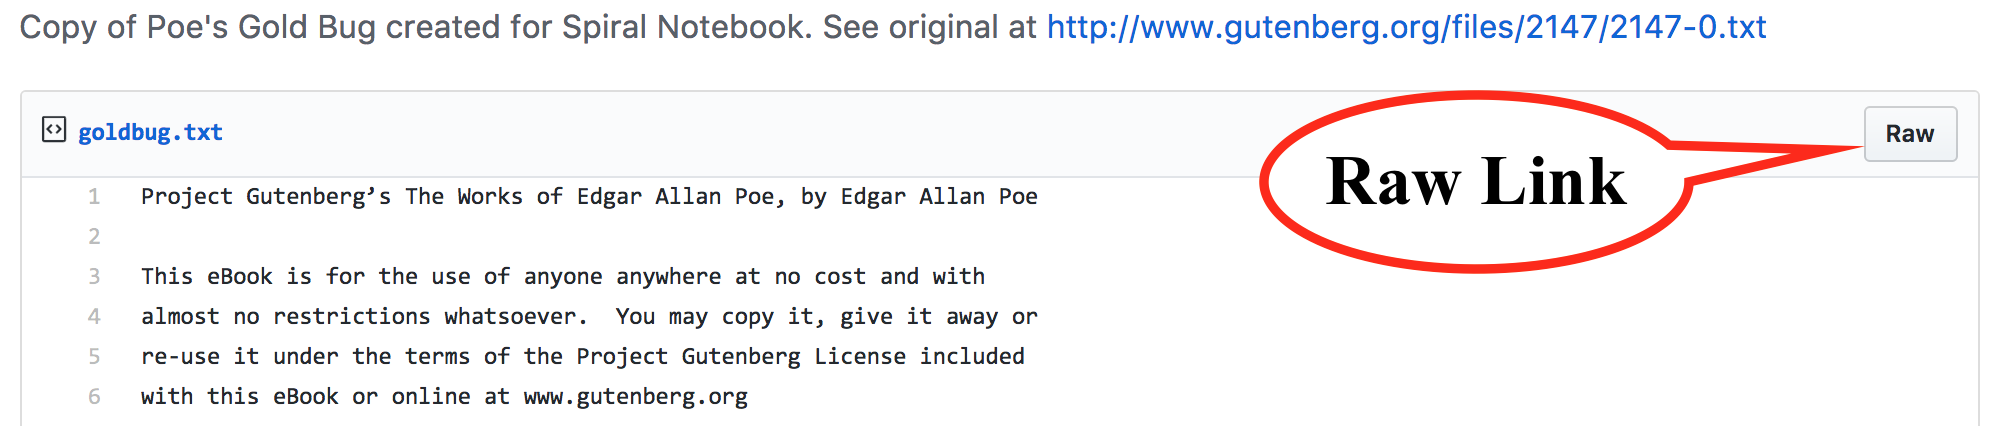 Copy of Poe's Gold Bug created for Spiral Notebook. See original at http://www.gutenberg.org/files/2147/2147-0.txt
goldbug.txt
Raw Link
Raw
1 Project Gutenberg’s The Works of Edgar Allan Poe, by Edgar Allan Poe
2
3 This eBook is for the use of anyone anywhere at no cost and with
4 almost no restrictions whatsoever.  You may copy it, give it away or
5 re-use it under the terms of the Project Gutenberg License included
6 with this eBook or online at www.gutenberg.org